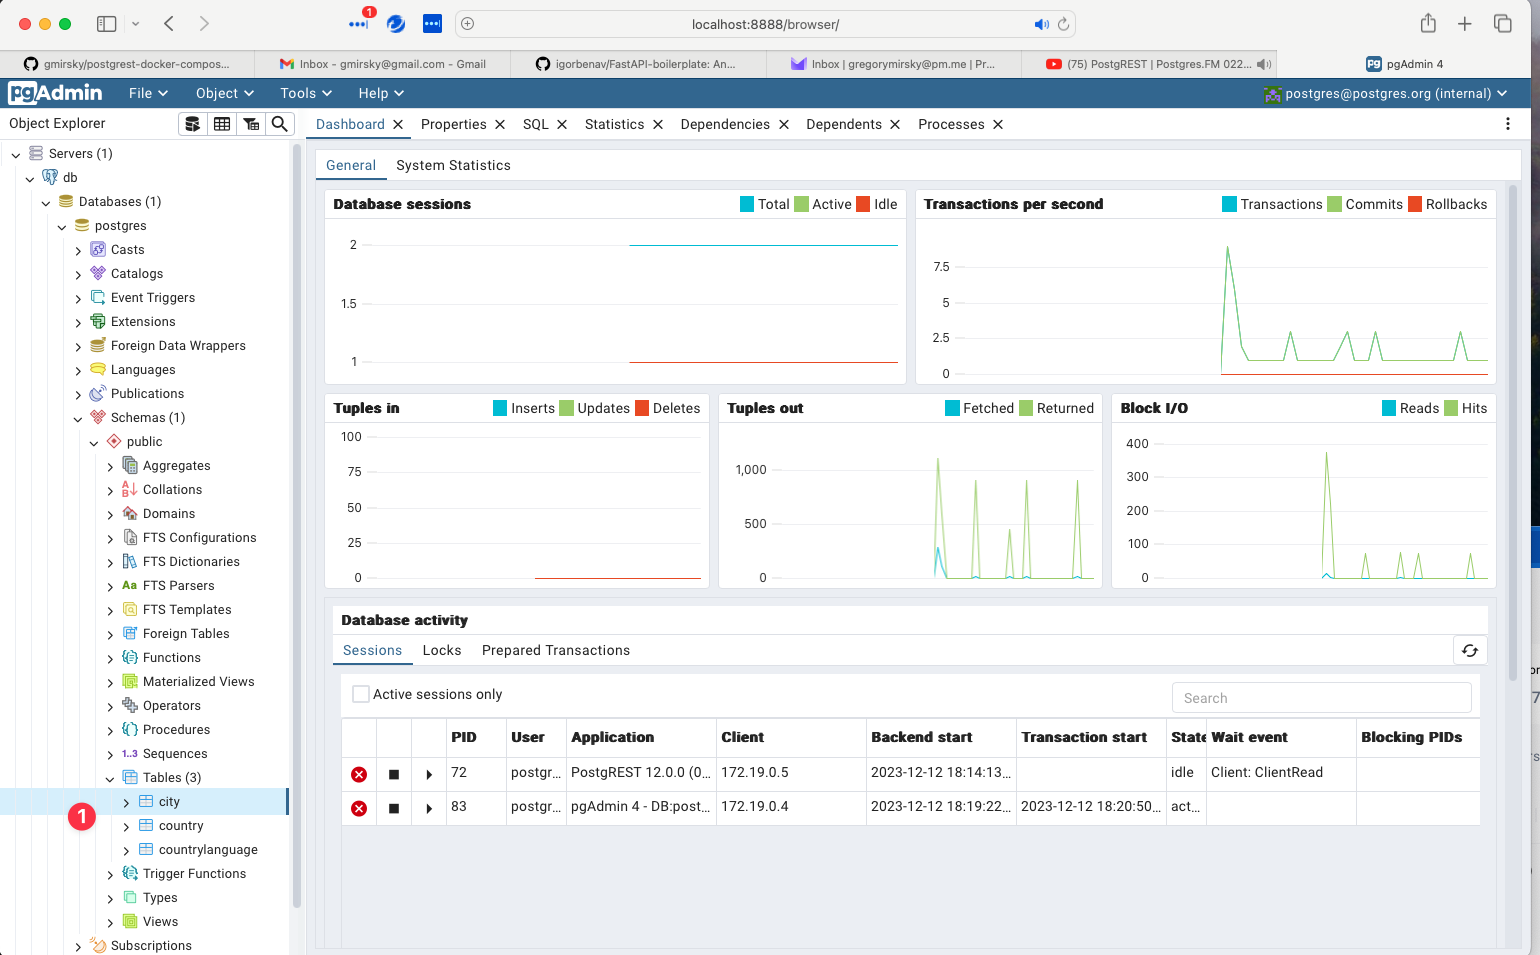 1
localhost:8888/browser/
gmirsky/postgrest-docker-compos...
Inbox - gmirsky@gmail.com - Gmail
igorbenav/FastAPI-boilerplate: An...
Inbox | gregorymirsky@pm.me | Pr...
(75) PostgREST | Postgres.FM 022...
pgAdmin 4
pgAdmin
File
Object
Tools
Help
postgres@postgres.org (internal)
Object Explorer
Dashboard
Properties
SQL
Statistics
Dependencies
Dependents
Processes
Servers (1)
db
Databases (1)
postgres
Casts
Catalogs
Event Triggers
Extensions
Foreign Data Wrappers
Languages
Publications
Schemas (1)
public
Aggregates
Collations
Domains
FTS Configurations
FTS Dictionaries
Aa FTS Parsers
FTS Templates
Foreign Tables
Functions
Materialized Views
Operators
Procedures
1..3 Sequences
Tables (3)
city
1
country
countrylanguage
Trigger Functions
Types
Views
Subscriptions
General
System Statistics
Database sessions
Total Active Idle
2
1.5
1
Transactions per second
Transactions Commits Rollbacks
7.5
5
2.5
0
Tuples in
Inserts Updates Deletes
100
75
50
25
0
Tuples out
Fetched Returned
1,000
500
0
Block I/O
Reads Hits
400
300
200
100
0
Database activity
Sessions
Locks
Prepared Transactions
Active sessions only
Search
PID User Application Client Backend start Transaction start State Wait event Blocking PIDs
72 postgr... PostgREST 12.0.0 (0... 172.19.0.5 2023-12-12 18:14:13... idle Client: ClientRead
83 postgr... pgAdmin 4 - DB:post... 172.19.0.4 2023-12-12 18:19:22... 2023-12-12 18:20:50... act...